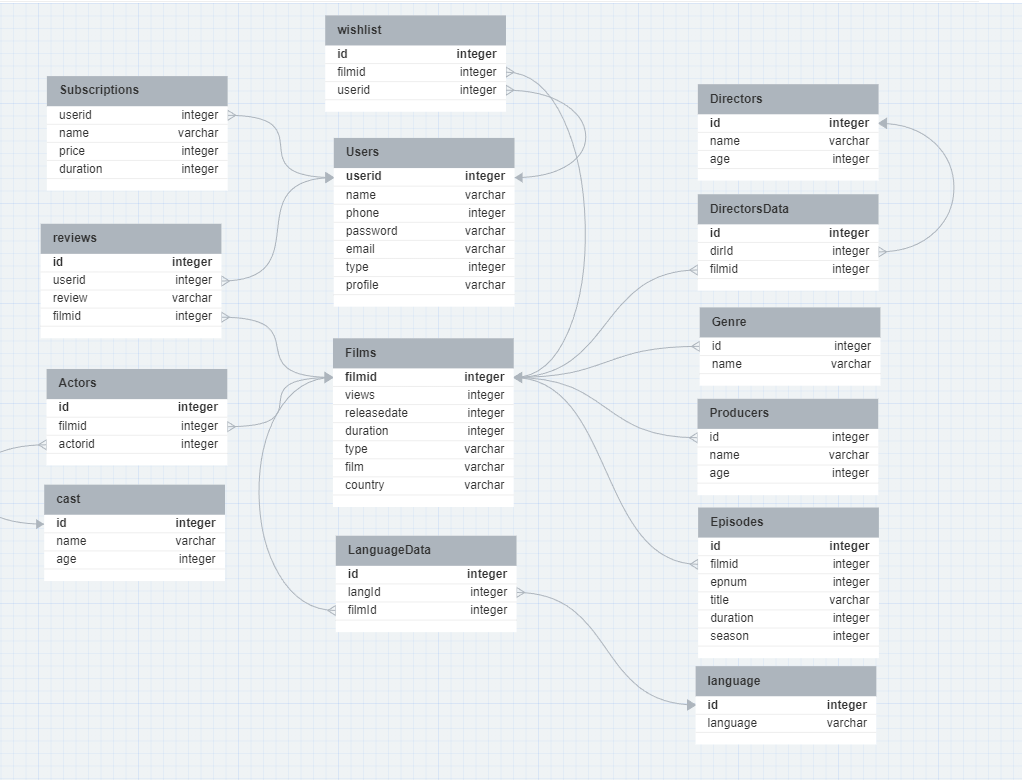 wishlist
id integer
filmid integer
userid integer
Subscriptions
userid integer
name varchar
price integer
duration integer
Users
userid integer
name varchar
phone integer
password varchar
email varchar
type integer
profile varchar
reviews
id integer
userid integer
review varchar
filmid integer
Films
filmid integer
views integer
releasedate integer
duration integer
type varchar
film varchar
country varchar
Actors
id integer
filmid integer
actorid integer
cast
id integer
name varchar
age integer
LanguageData
id integer
langId integer
filmId integer
Directors
id integer
name varchar
age integer
DirectorsData
id integer
dirId integer
filmid integer
Genre
id integer
name varchar
Producers
id integer
name varchar
age integer
Episodes
id integer
filmid integer
epnum integer
title varchar
duration integer
season integer
language
id integer
language varchar